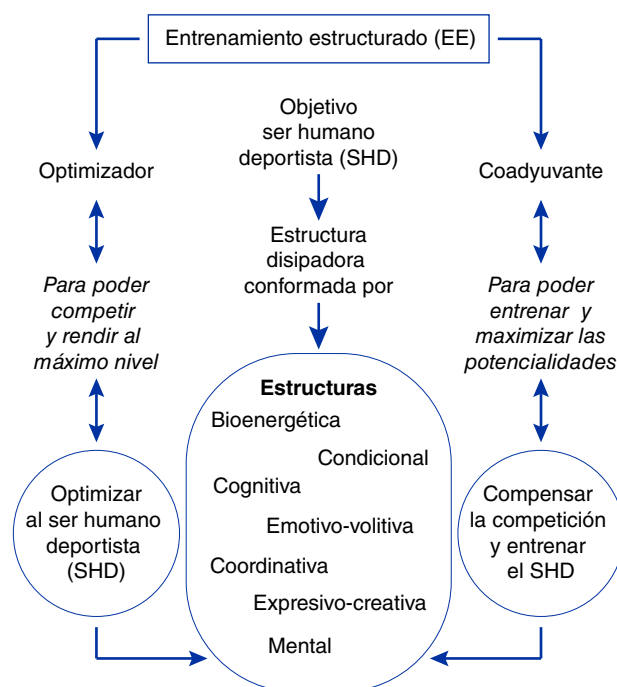 Entrenamiento estructurado (EE)
Optimizador
Para poder
competir
y rendir al
máximo nivel
Optimizar
al ser humano
deportista
(SHD)
Objetivo
ser humano
deportista (SHD)
Estructura
disipadora
conformada por
Estructuras
Bioenergética
Condicional
Cognitiva
Emotivo-volitiva
Coordinativa
Expresivo-creativa
Mental
Coadyuvante
Para poder
entrenar y
maximizar las
potencialidades
Compensar
la competición
y entrenar
el SHD